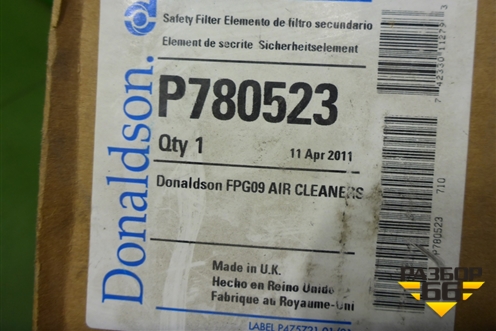 Donaldson.
Safety Filter Elemento de filtro secundario
Element de secrite Sicherheitselement
P780523
Qty 1
11 Apr 2011
Donaldson FPG09 AIR CLEANERS
Made in U.K.
Hecho en Reino Unido
Fabrique au Royaume-Uni
P780523
710
РАЗБОР
66